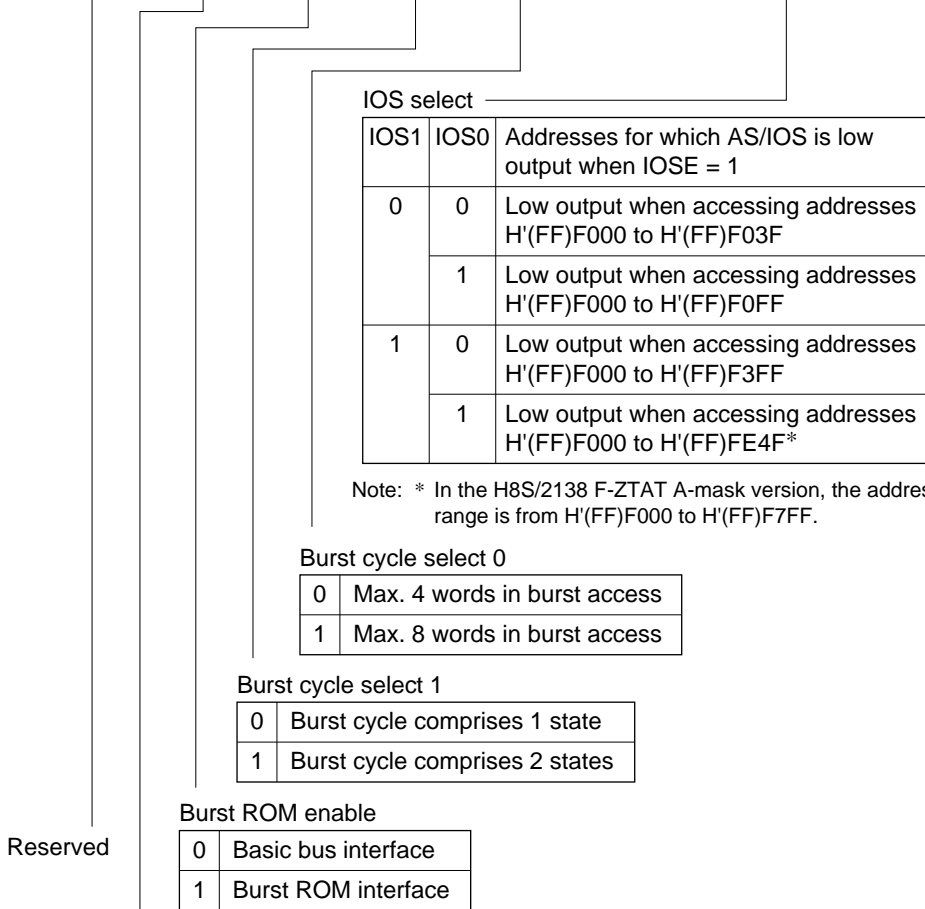 IOS select
IOS1 IOS0 Addresses for which AS/IOS is low
output when IOSE = 1
0 0 Low output when accessing addresses
H'(FF)F000 to H'(FF)F03F
1 Low output when accessing addresses
H'(FF)F000 to H'(FF)F0FF
1 0 Low output when accessing addresses
H'(FF)F000 to H'(FF)F3FF
1 Low output when accessing addresses
H'(FF)F000 to H'(FF)FE4F*
Note: * In the H8S/2138 F-ZTAT A-mask version, the addres
range is from H'(FF)F000 to H'(FF)F7FF.
Burst cycle select 0
0 Max. 4 words in burst access
1 Max. 8 words in burst access
Burst cycle select 1
0 Burst cycle comprises 1 state
1 Burst cycle comprises 2 states
Burst ROM enable
Reserved
0 Basic bus interface
1 Burst ROM interface